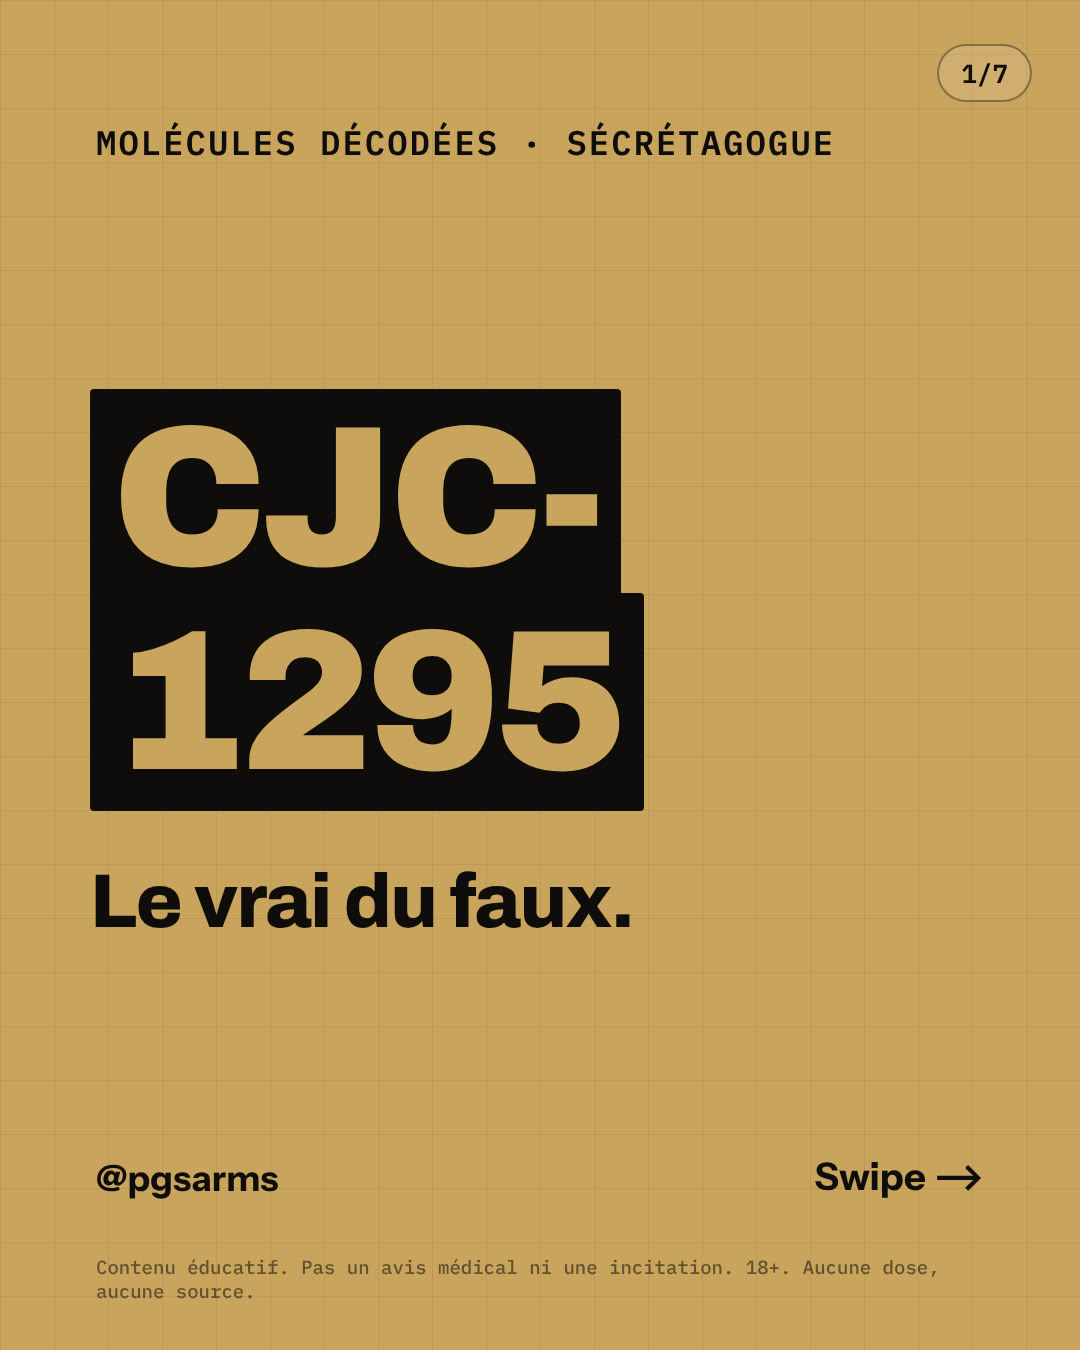 1/7
MOLÉCULES DÉCODÉES · SÉCRÉTAGOGUE
CJC-
1295
Le vrai du faux.
@pgsarms
Swipe →
Contenu éducatif. Pas un avis médical ni une incitation. 18+. Aucune dose,
aucune source.